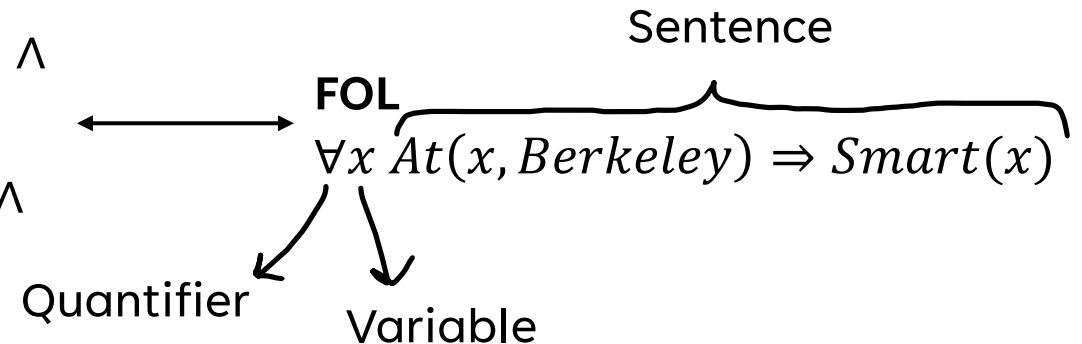 Sentence
∧
FOL
∀x At(x, Berkeley) ⇒ Smart(x)
∧
Quantifier
Variable